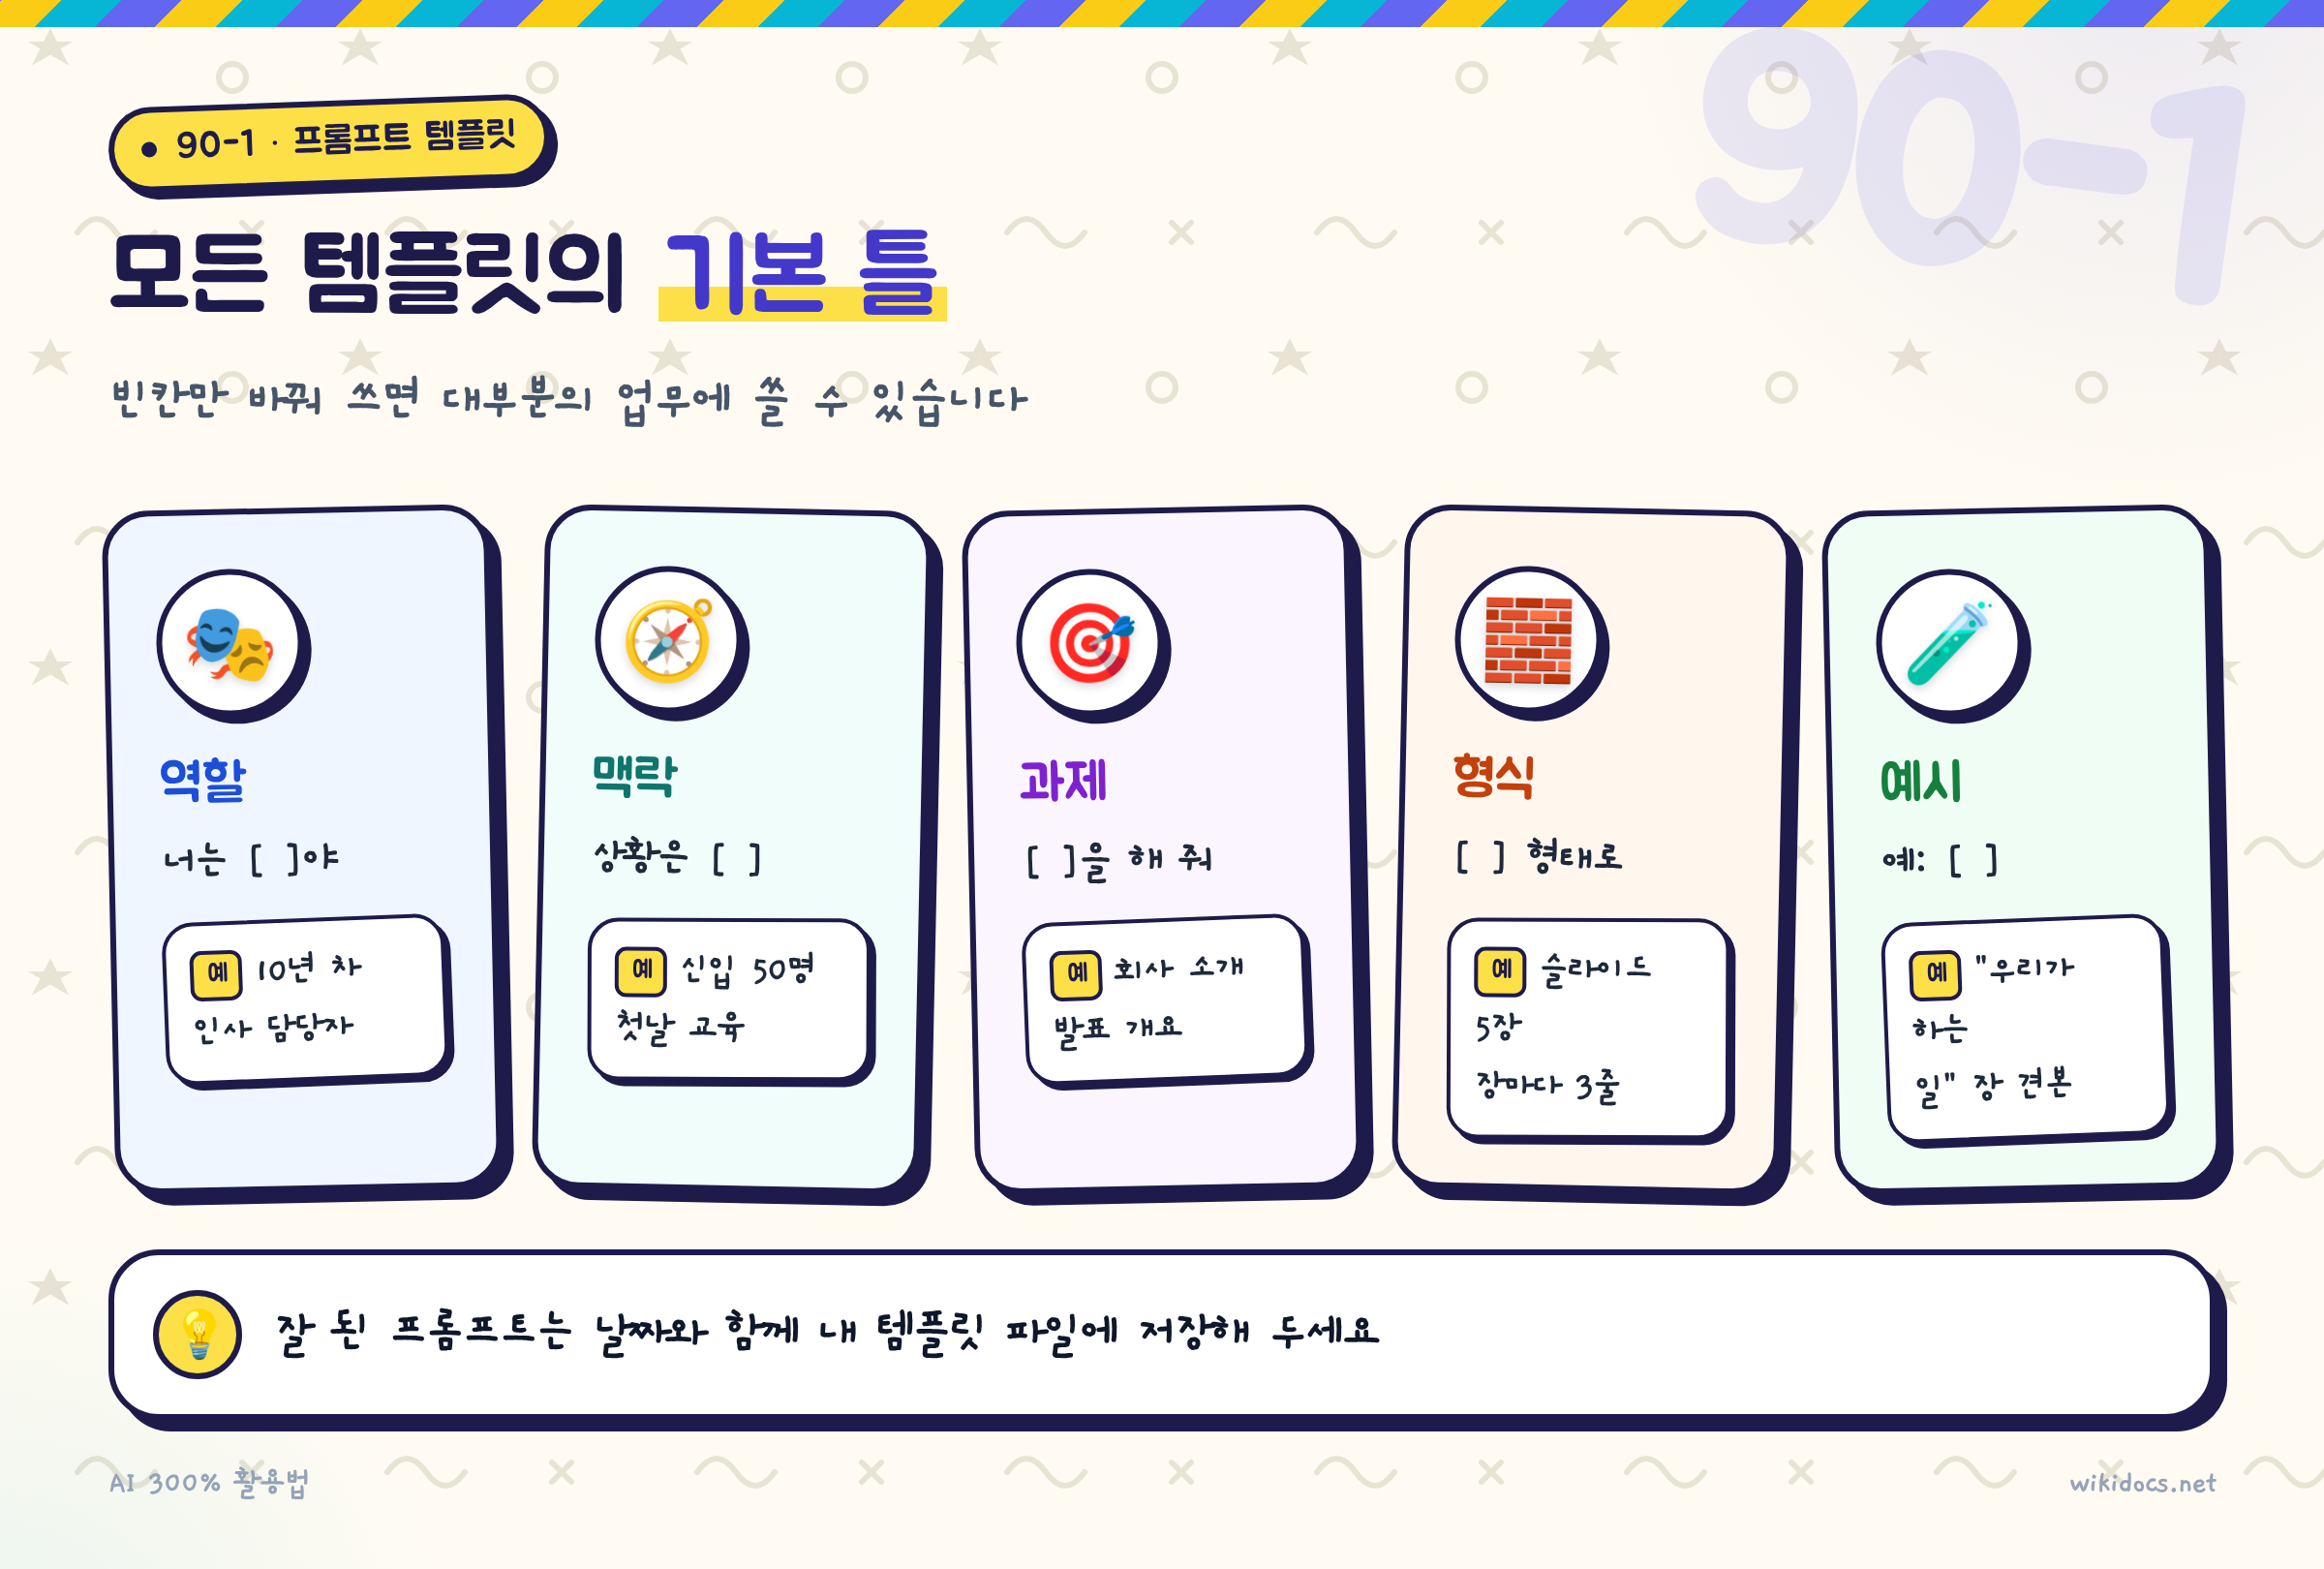 90-1
90-1 · 프롬프트 템플릿
모든 템플릿의 기본 틀
빈칸만 바꿔 쓰면 대부분의 업무에 쓸 수 있습니다
역할
너는 [ ]야
예 10년 차
인사 담당자
맥락
상황은 [ ]
예 신입 50명
첫날 교육
과제
[ ]을 해 줘
예 회사 소개
발표 개요
형식
[ ] 형태로
예 슬라이드
5장
장마다 3줄
예시
예: [ ]
예 "우리가
하는
일" 장 견본
잘 된 프롬프트는 날짜와 함께 내 템플릿 파일에 저장해 두세요
AI 300% 활용법
wikidocs.net